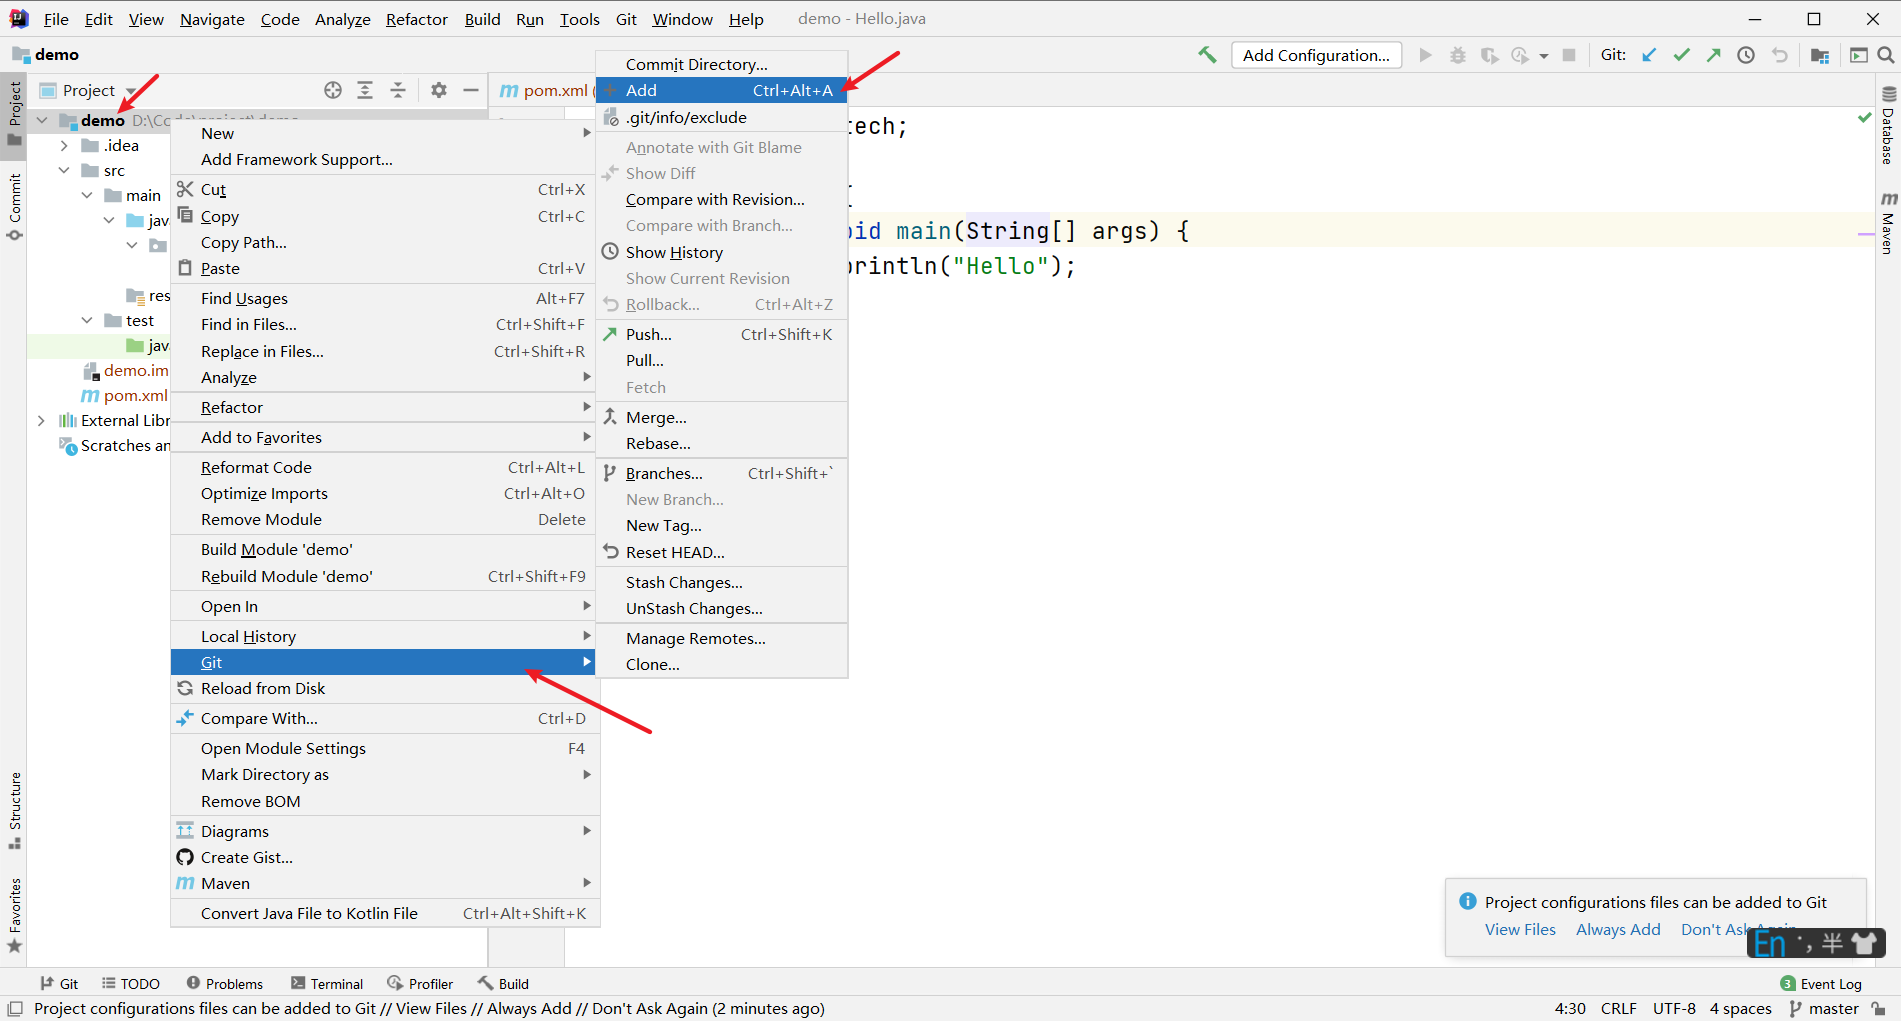 File Edit View Navigate Code Analyze Refactor Build Run Tools Git Window Help demo - Hello.java
demo
Add Configuration...
Git:
Project
pom.xml (
demo D:\Code\project\demo
.idea
src
main
java
res
test
java
demo.im
pom.xml
External Libr
Scratches an
New
Add Framework Support...
Cut Ctrl+X
Copy Ctrl+C
Copy Path...
Paste Ctrl+V
Find Usages Alt+F7
Find in Files... Ctrl+Shift+F
Replace in Files... Ctrl+Shift+R
Analyze
Refactor
Add to Favorites
Reformat Code Ctrl+Alt+L
Optimize Imports Ctrl+Alt+O
Remove Module Delete
Build Module 'demo'
Rebuild Module 'demo' Ctrl+Shift+F9
Open In
Local History
Git
Reload from Disk
Compare With... Ctrl+D
Open Module Settings F4
Mark Directory as
Remove BOM
Diagrams
Create Gist...
Maven
Convert Java File to Kotlin File Ctrl+Alt+Shift+K
Commit Directory...
Add Ctrl+Alt+A
.git/info/exclude
Annotate with Git Blame
Show Diff
Compare with Revision...
Compare with Branch...
Show History
Show Current Revision
Rollback... Ctrl+Alt+Z
Push... Ctrl+Shift+K
Pull...
Fetch
Merge...
Rebase...
Branches... Ctrl+Shift+`
New Branch...
New Tag...
Reset HEAD...
Stash Changes...
UnStash Changes...
Manage Remotes...
Clone...
tech;
{
oid main(String[] args) {
println("Hello");
Project
Commit
Structure
Favorites
Database
Maven
Project configurations files can be added to Git
View Files Always Add Don't Ask Again
En 半
Git TODO Problems Terminal Profiler Build
3 Event Log
Project configurations files can be added to Git // View Files // Always Add // Don't Ask Again (2 minutes ago)
4:30 CRLF UTF-8 4 spaces master